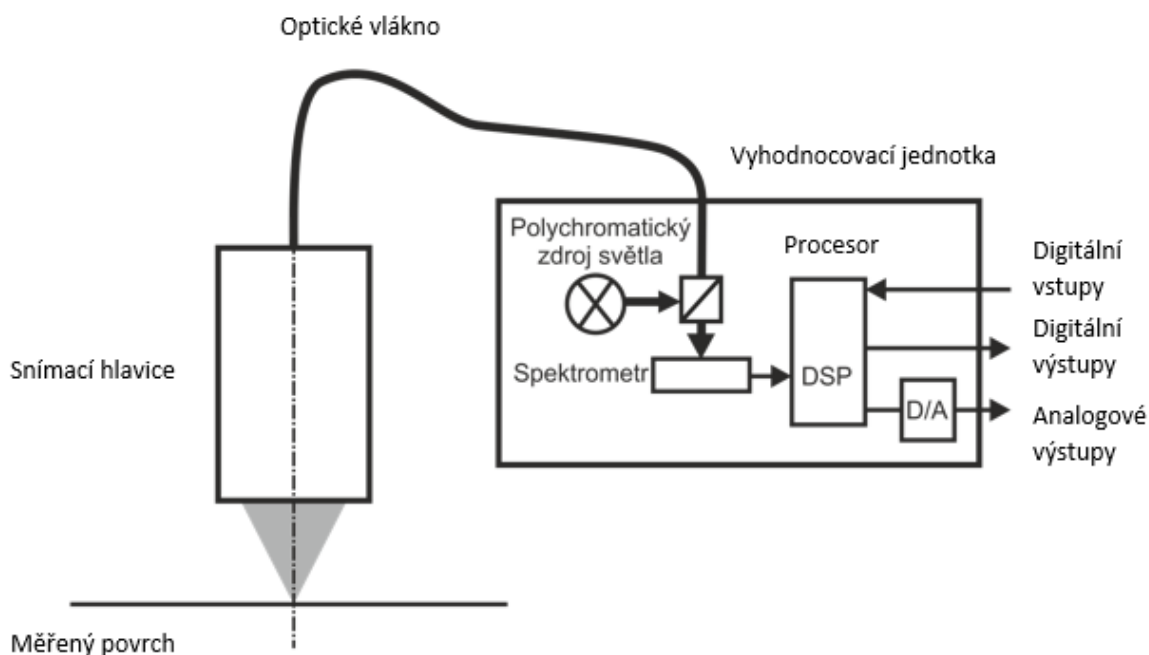 Optické vlákno
Vyhodnocovací jednotka
Polychromatický
zdroj světla
Procesor
Digitální
vstupy
Digitální
výstupy
Snímací hlavice
Spektrometr
DSP
D/A
Analogové
výstupy
Měřený povrch